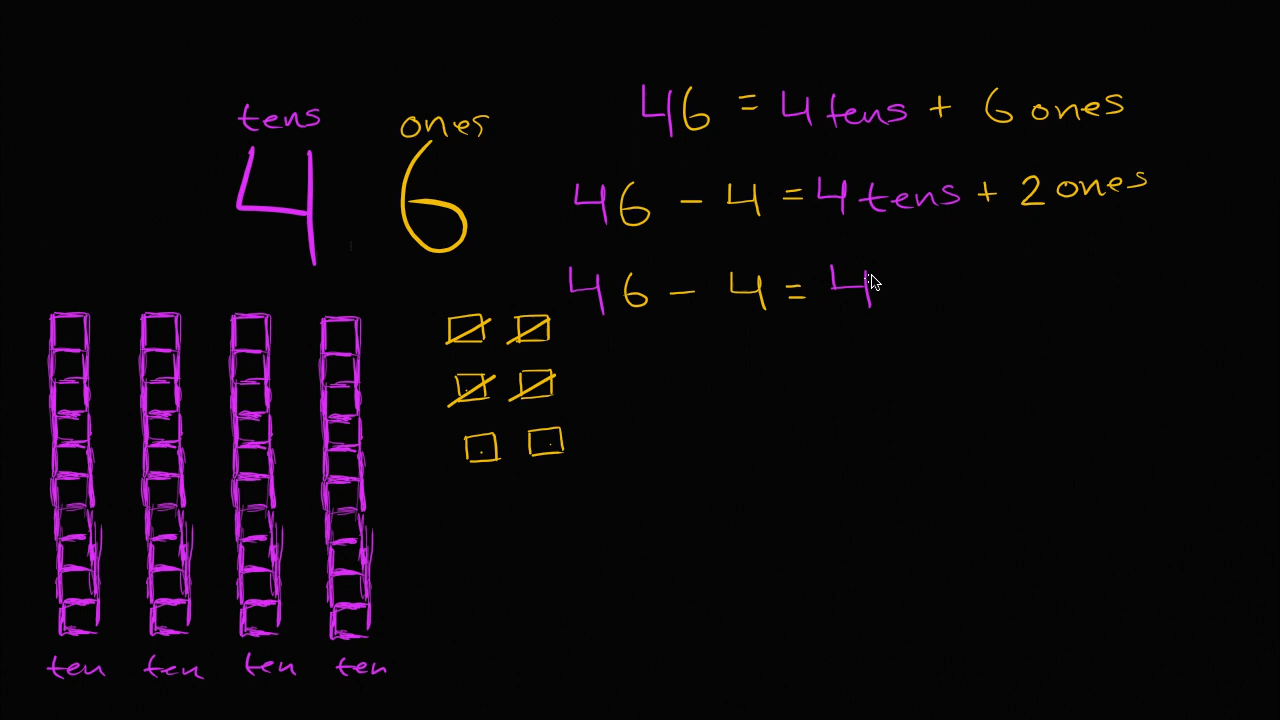 tens ones
4 6
46 = 4 tens + 6 ones
46 - 4 = 4 tens + 2 ones
46 - 4 = 4
ten ten ten ten